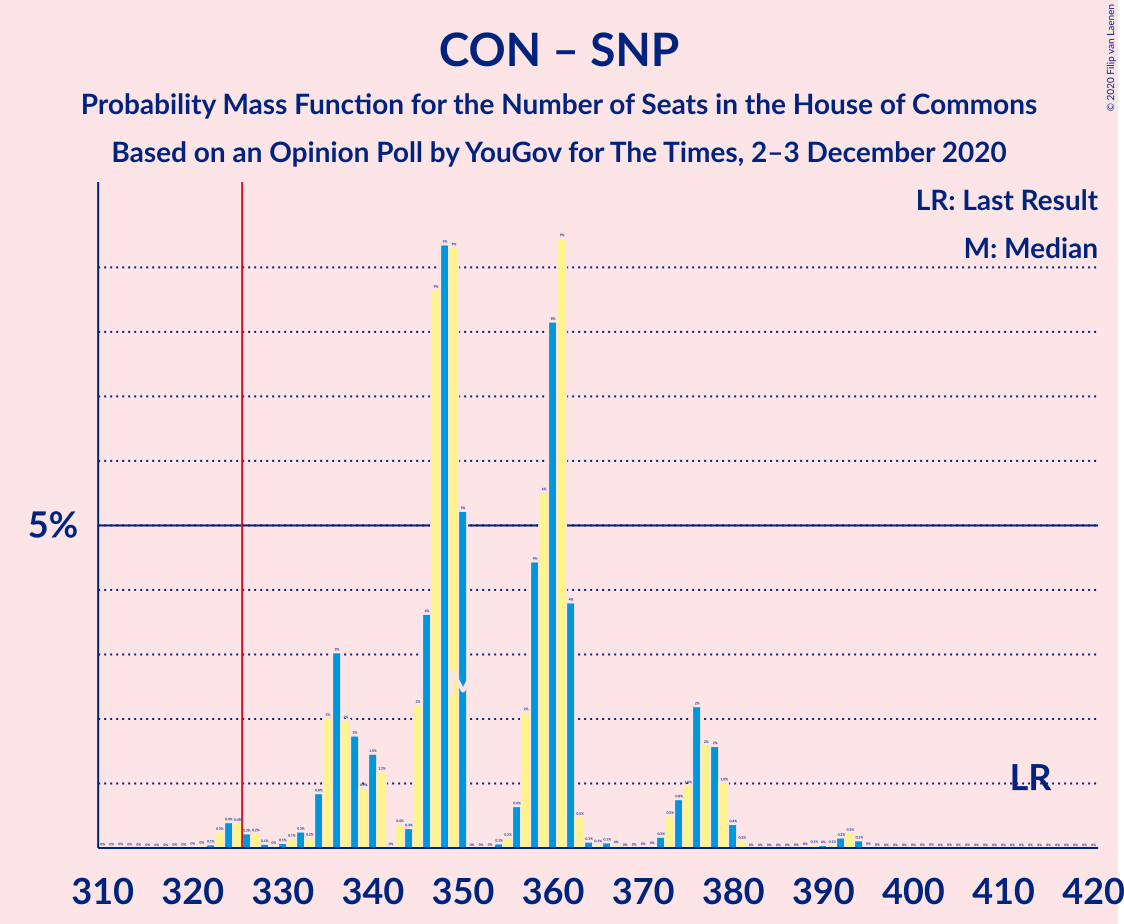 CON – SNP
Probability Mass Function for the Number of Seats in the House of Commons
Based on an Opinion Poll by YouGov for The Times, 2–3 December 2020
© 2020 Filip van Laenen
LR: Last Result
M: Median
5%
M
LR
310 320 330 340 350 360 370 380 390 400 410 420